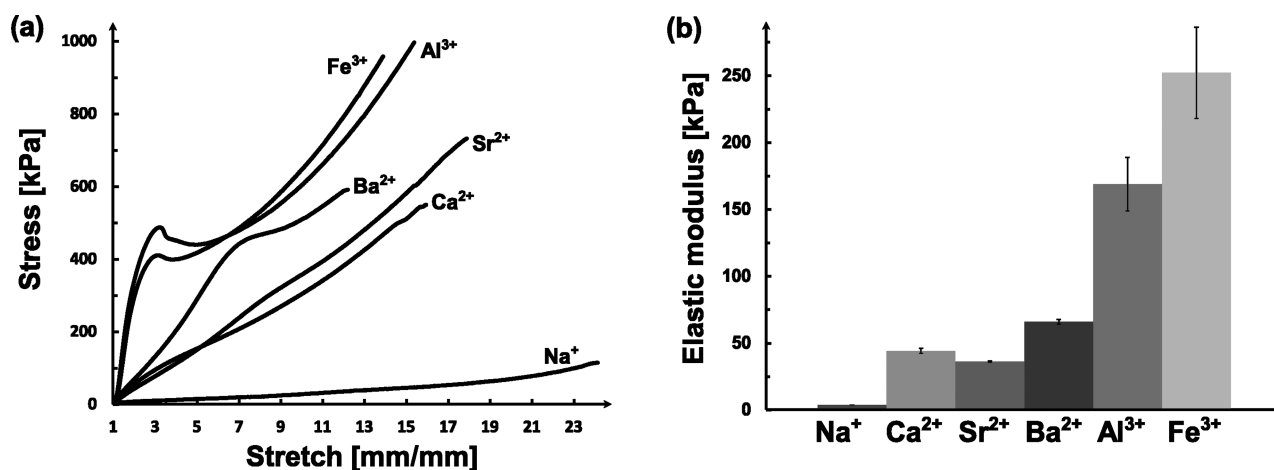 (a)
Stress [kPa]
1000
800
600
400
200
0
Fe³⁺
Al³⁺
Sr²⁺
Ba²⁺
Ca²⁺
Na⁺
1 3 5 7 9 11 13 15 17 19 21 23
Stretch [mm/mm]
(b)
Elastic modulus [kPa]
250
200
150
100
50
0
Na⁺ Ca²⁺ Sr²⁺ Ba²⁺ Al³⁺ Fe³⁺